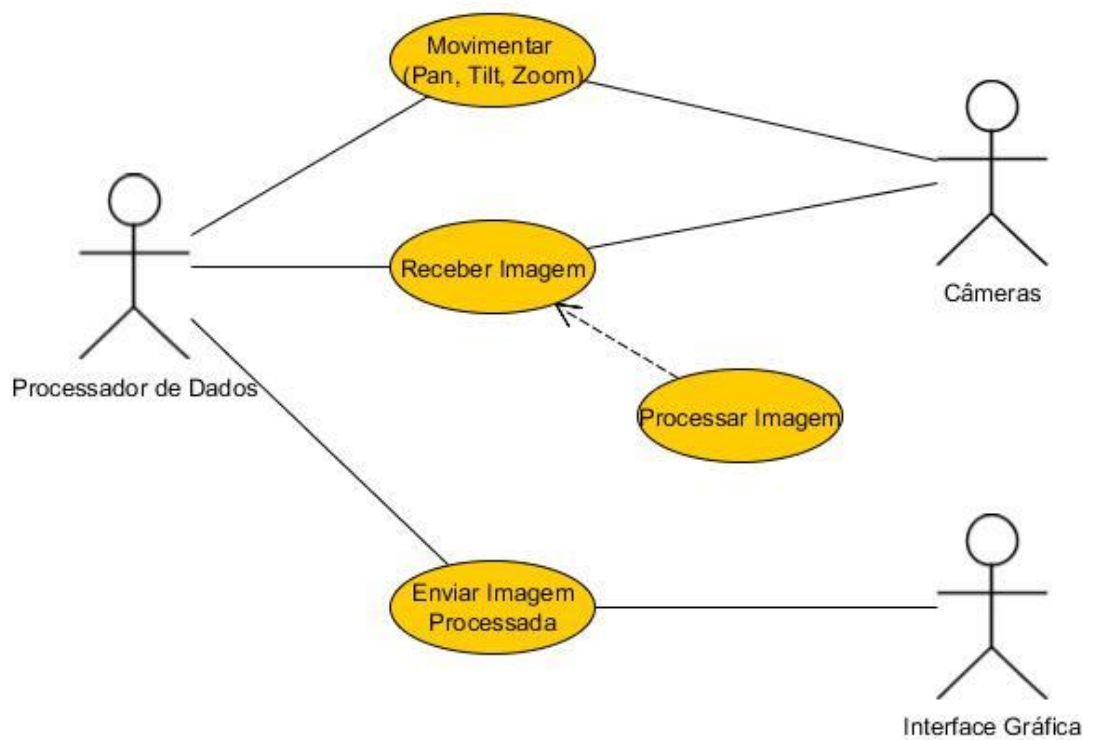 Movimentar
(Pan, Tilt, Zoom)
Receber Imagem
Câmeras
Processador de Dados
Processar Imagem
Enviar Imagem
Processada
Interface Gráfica